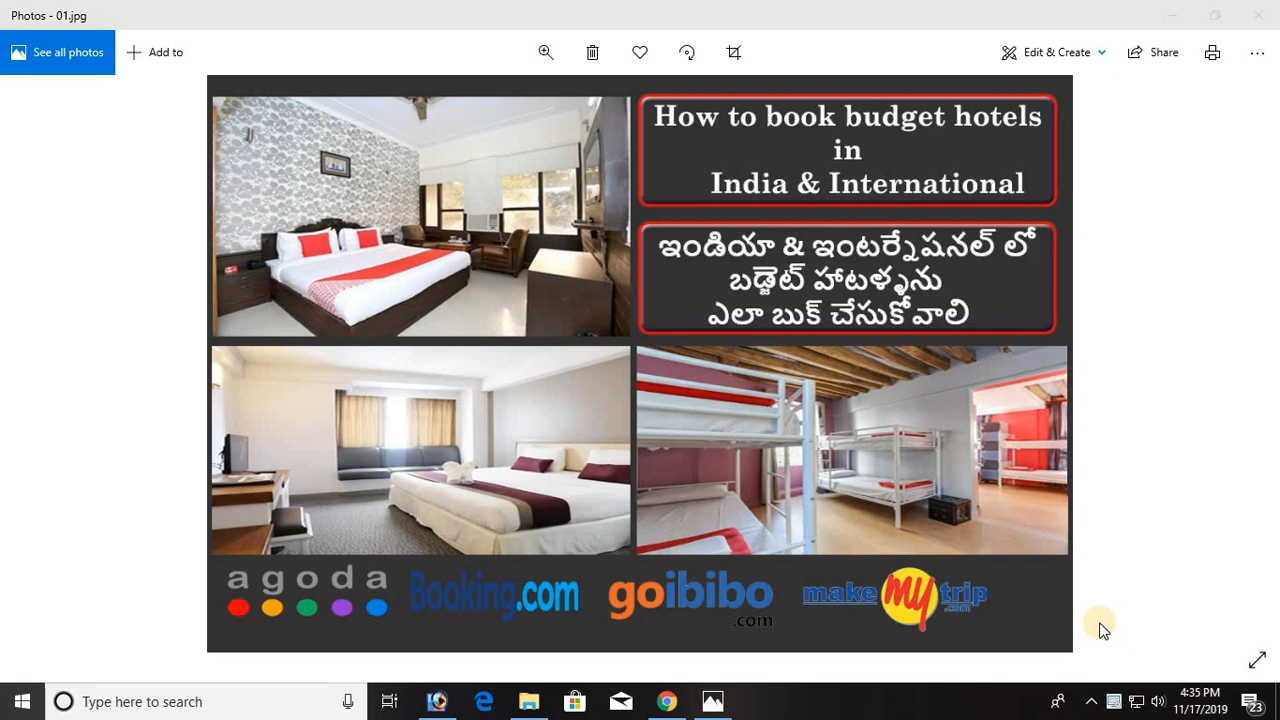 Photos - 01.jpg
See all photos
Add to
Edit & Create
Share
How to book budget hotels
in
India & International
ఇండియా & ఇంటర్నేషనల్ లో
బడ్జెట్ హాటళ్ళను
ఎలా బుక్ చేసుకోవాలి
agoda
Booking.com
goibibo
.com
make my trip
.com
Type here to search
4:35 PM
11/17/2019
23